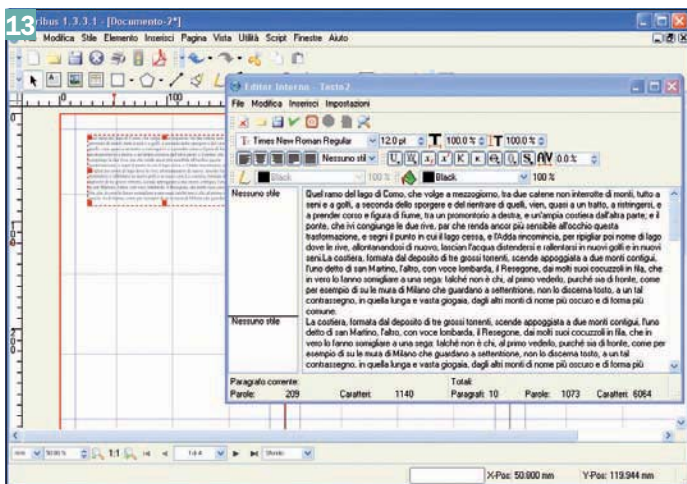 13
ribus 1.3.3.1 - [Documento-2*]
Modifica Stile Elemento Inserisci Pagina Vista Utilità Script Finestre Aiuto
Editor Interno - Testo2
File Modifica Inserisci Impostazioni
Times New Roman Regular 12.0 pt 100.0 % 100.0 %
Nessuno stil 0.0 %
Black 100 % Black 100 %
Nessuno stile
Quel ramo del lago di Como, che volge a mezzogiorno, tra due catene non interrotte di monti, tutto a
seni e a golfi, a seconda dello sporgere e del rientrare di quelli, vien, quasi a un tratto, a ristringersi, e
a prender corso e figura di fiume, tra un promontorio a destra, e un'ampia costiera dall'altra parte; e il
ponte, che ivi congiunge le due rive, par che renda ancor più sensibile all'occhio questa
trasformazione, e segni il punto in cui il lago cessa, e l'Adda rincomincia, per ripigliar poi nome di lago
dove le rive, allontanandosi di nuovo, lascian l'acqua distendersi e rallentarsi in nuovi golfi e in nuovi
seni.La costiera, formata dal deposito di tre grossi torrenti, scende appoggiata a due monti contigui,
l'uno detto di san Martino, l'altro, con voce lombarda, il Resegone, dai molti suoi cocuzzoli in fila, che
in vero lo fanno somigliare a una sega: talché non è chi, al primo vederlo, purché sia di fronte, come
per esempio di su le mura di Milano che guardano a settentrione, non lo discerna tosto, a un tal
contrassegno, in quella lunga e vasta giogaia, dagli altri monti di nome più oscuro e di forma più
comune.
Nessuno stile
La costiera, formata dal deposito di tre grossi torrenti, scende appoggiata a due monti contigui, l'uno
detto di san Martino, l'altro, con voce lombarda, il Resegone, dai molti suoi cocuzzoli in fila, che in
vero lo fanno somigliare a una sega: talché non è chi, al primo vederlo, purché sia di fronte, come per
esempio di su le mura di Milano che guardano a settentrione, non lo discerna tosto, a un tal
contrassegno, in quella lunga e vasta giogaia, dagli altri monti di nome più oscuro e di forma più
Paragrafo corrente: Totali:
Parole: 209 Caratteri: 1140 Paragrafi: 10 Parole: 1073 Caratteri: 6064
mm 50.00 % 1:1 1 di 4 Sfondo
X-Pos: 50.800 mm Y-Pos: 119.944 mm